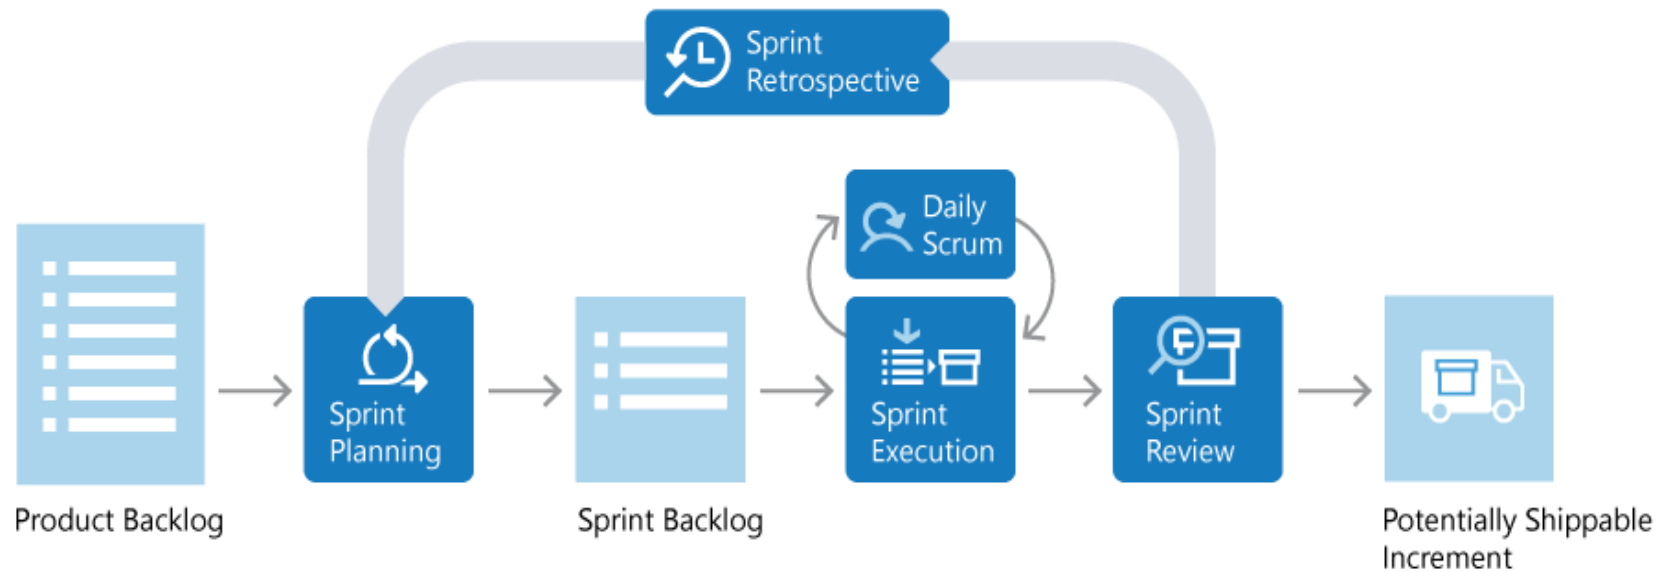 Sprint
Retrospective
Daily
Scrum
Sprint
Planning
Sprint
Execution
Sprint
Review
Product Backlog
Sprint Backlog
Potentially Shippable
Increment